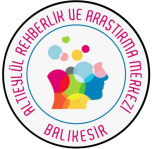 ALTIEYLÜL REHBERLİK VE ARAŞTIRMA MERKEZİ
BALIKESİR